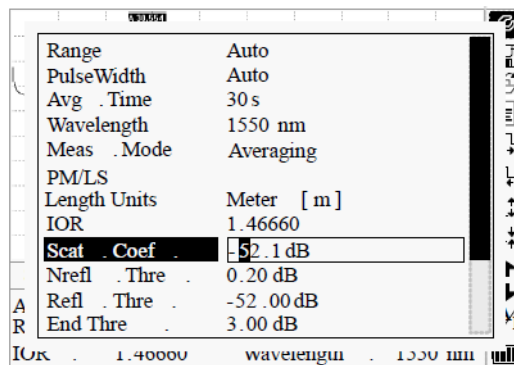 Range Auto
PulseWidth Auto
Avg . Time 30 s
Wavelength 1550 nm
Meas . Mode Averaging
PM/LS
Length Units Meter [ m ]
IOR 1.46660
Scat . Coef . -52.1 dB
Nrefl . Thre . 0.20 dB
Refl . Thre . -52 .00 dB
End Thre . 3.00 dB
A
R
IOR . 1.46660 Wavelength . 1550 nm